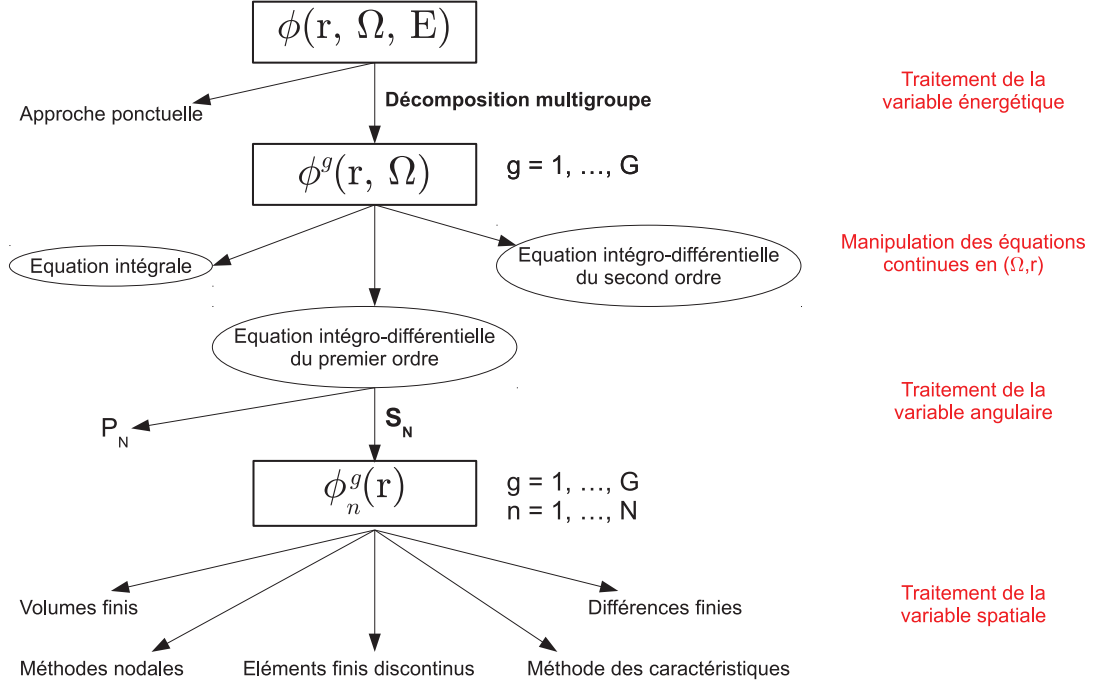 ϕ(r, Ω, E)
Traitement de la
variable énergétique
Approche ponctuelle
Décomposition multigroupe
ϕ^g(r, Ω)
g = 1, ..., G
Equation intégrale
Equation intégro-différentielle
du second ordre
Manipulation des équations
continues en (Ω,r)
Equation intégro-différentielle
du premier ordre
Traitement de la
variable angulaire
P_N
S_N
ϕ_n^g(r)
g = 1, ..., G
n = 1, ..., N
Volumes finis
Différences finies
Traitement de la
variable spatiale
Méthodes nodales
Eléments finis discontinus
Méthode des caractéristiques